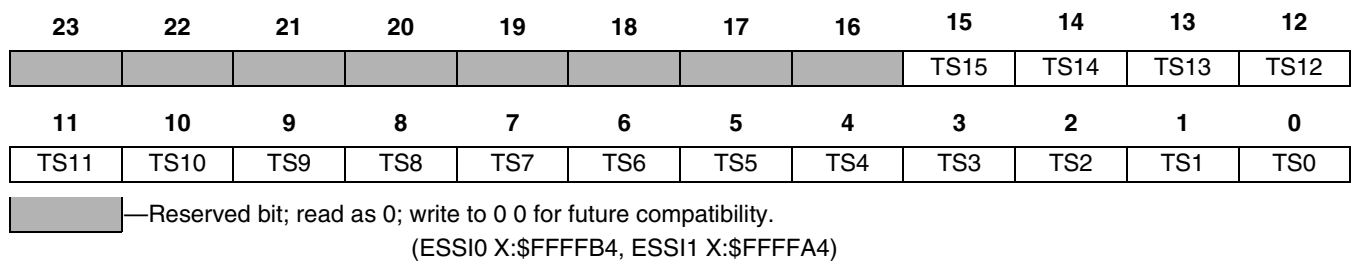 23 22 21 20 19 18 17 16 15 14 13 12
TS15 TS14 TS13 TS12
11 10 9 8 7 6 5 4 3 2 1 0
TS11 TS10 TS9 TS8 TS7 TS6 TS5 TS4 TS3 TS2 TS1 TS0
—Reserved bit; read as 0; write to 0 0 for future compatibility.
(ESSI0 X:$FFFFB4, ESSI1 X:$FFFFA4)